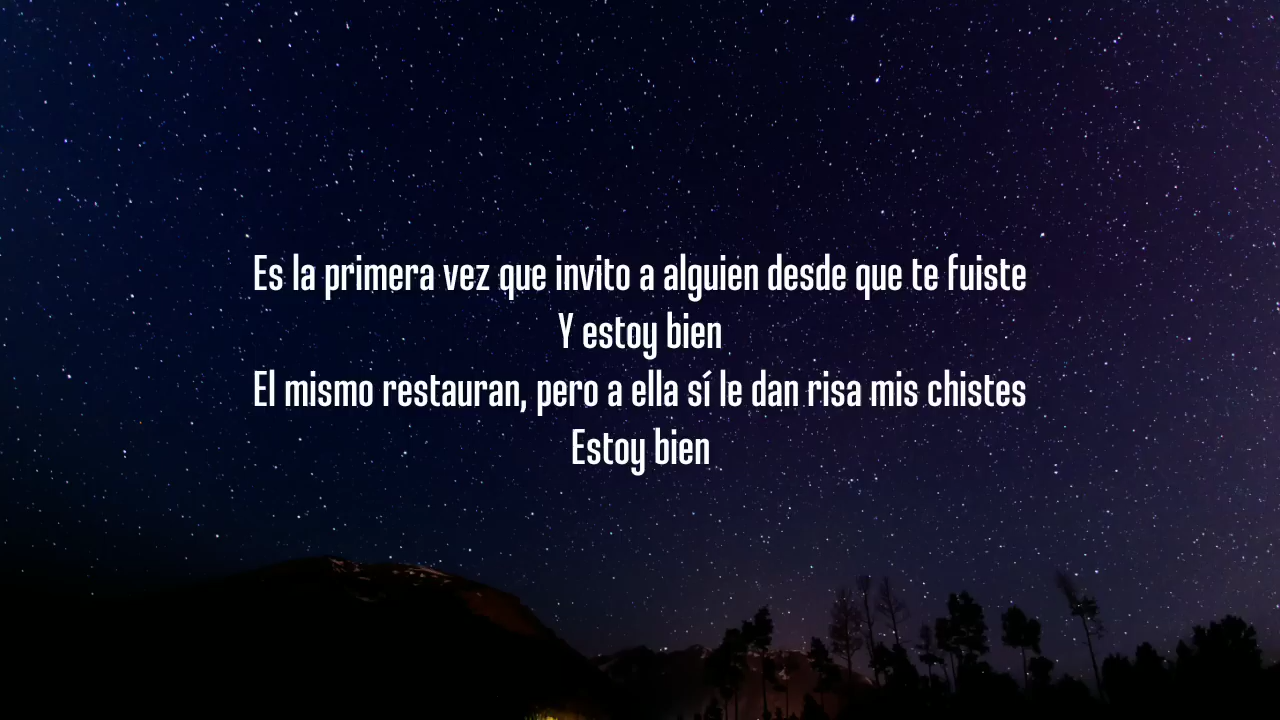 Es la primera vez que invito a alguien desde que te fuiste
Y estoy bien
El mismo restauran, pero a ella sí le dan risa mis chistes
Estoy bien